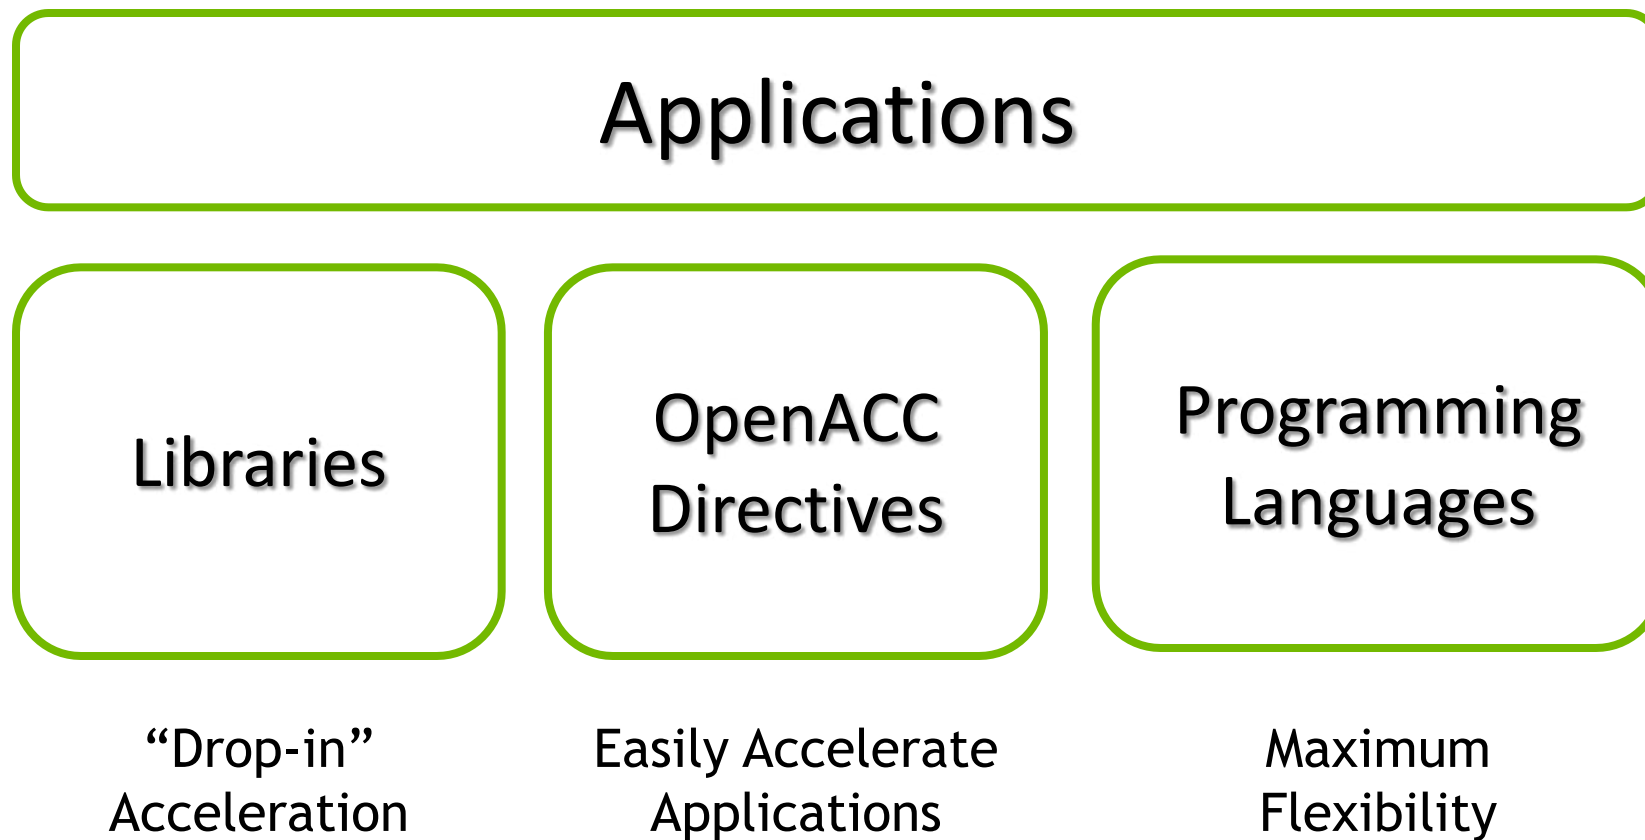 Applications
Libraries
OpenACC
Directives
Programming
Languages
“Drop-in”
Acceleration
Easily Accelerate
Applications
Maximum
Flexibility